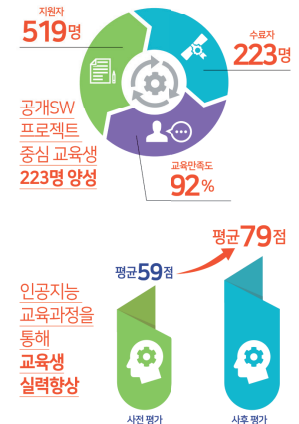 지원자
519명
수료자
223명
공개SW
프로젝트
중심 교육생
223명 양성
교육만족도
92%
평균79점
평균59점
인공지능
교육과정을
통해
교육생
실력향상
사전 평가
사후 평가